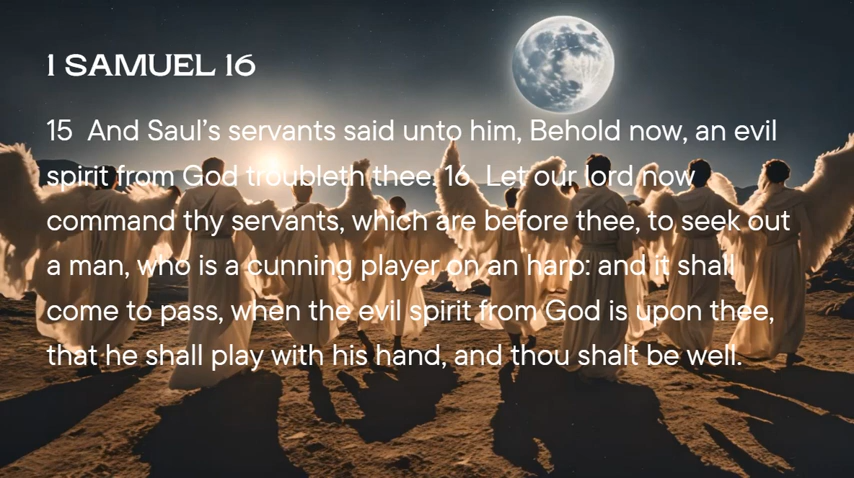 1 SAMUEL 16
15 And Saul's servants said unto him, Behold now, an evil
spirit from God troubleth thee. 16 Let our lord now
command thy servants, which are before thee, to seek out
a man, who is a cunning player on an harp: and it shall
come to pass, when the evil spirit from God is upon thee,
that he shall play with his hand, and thou shalt be well.